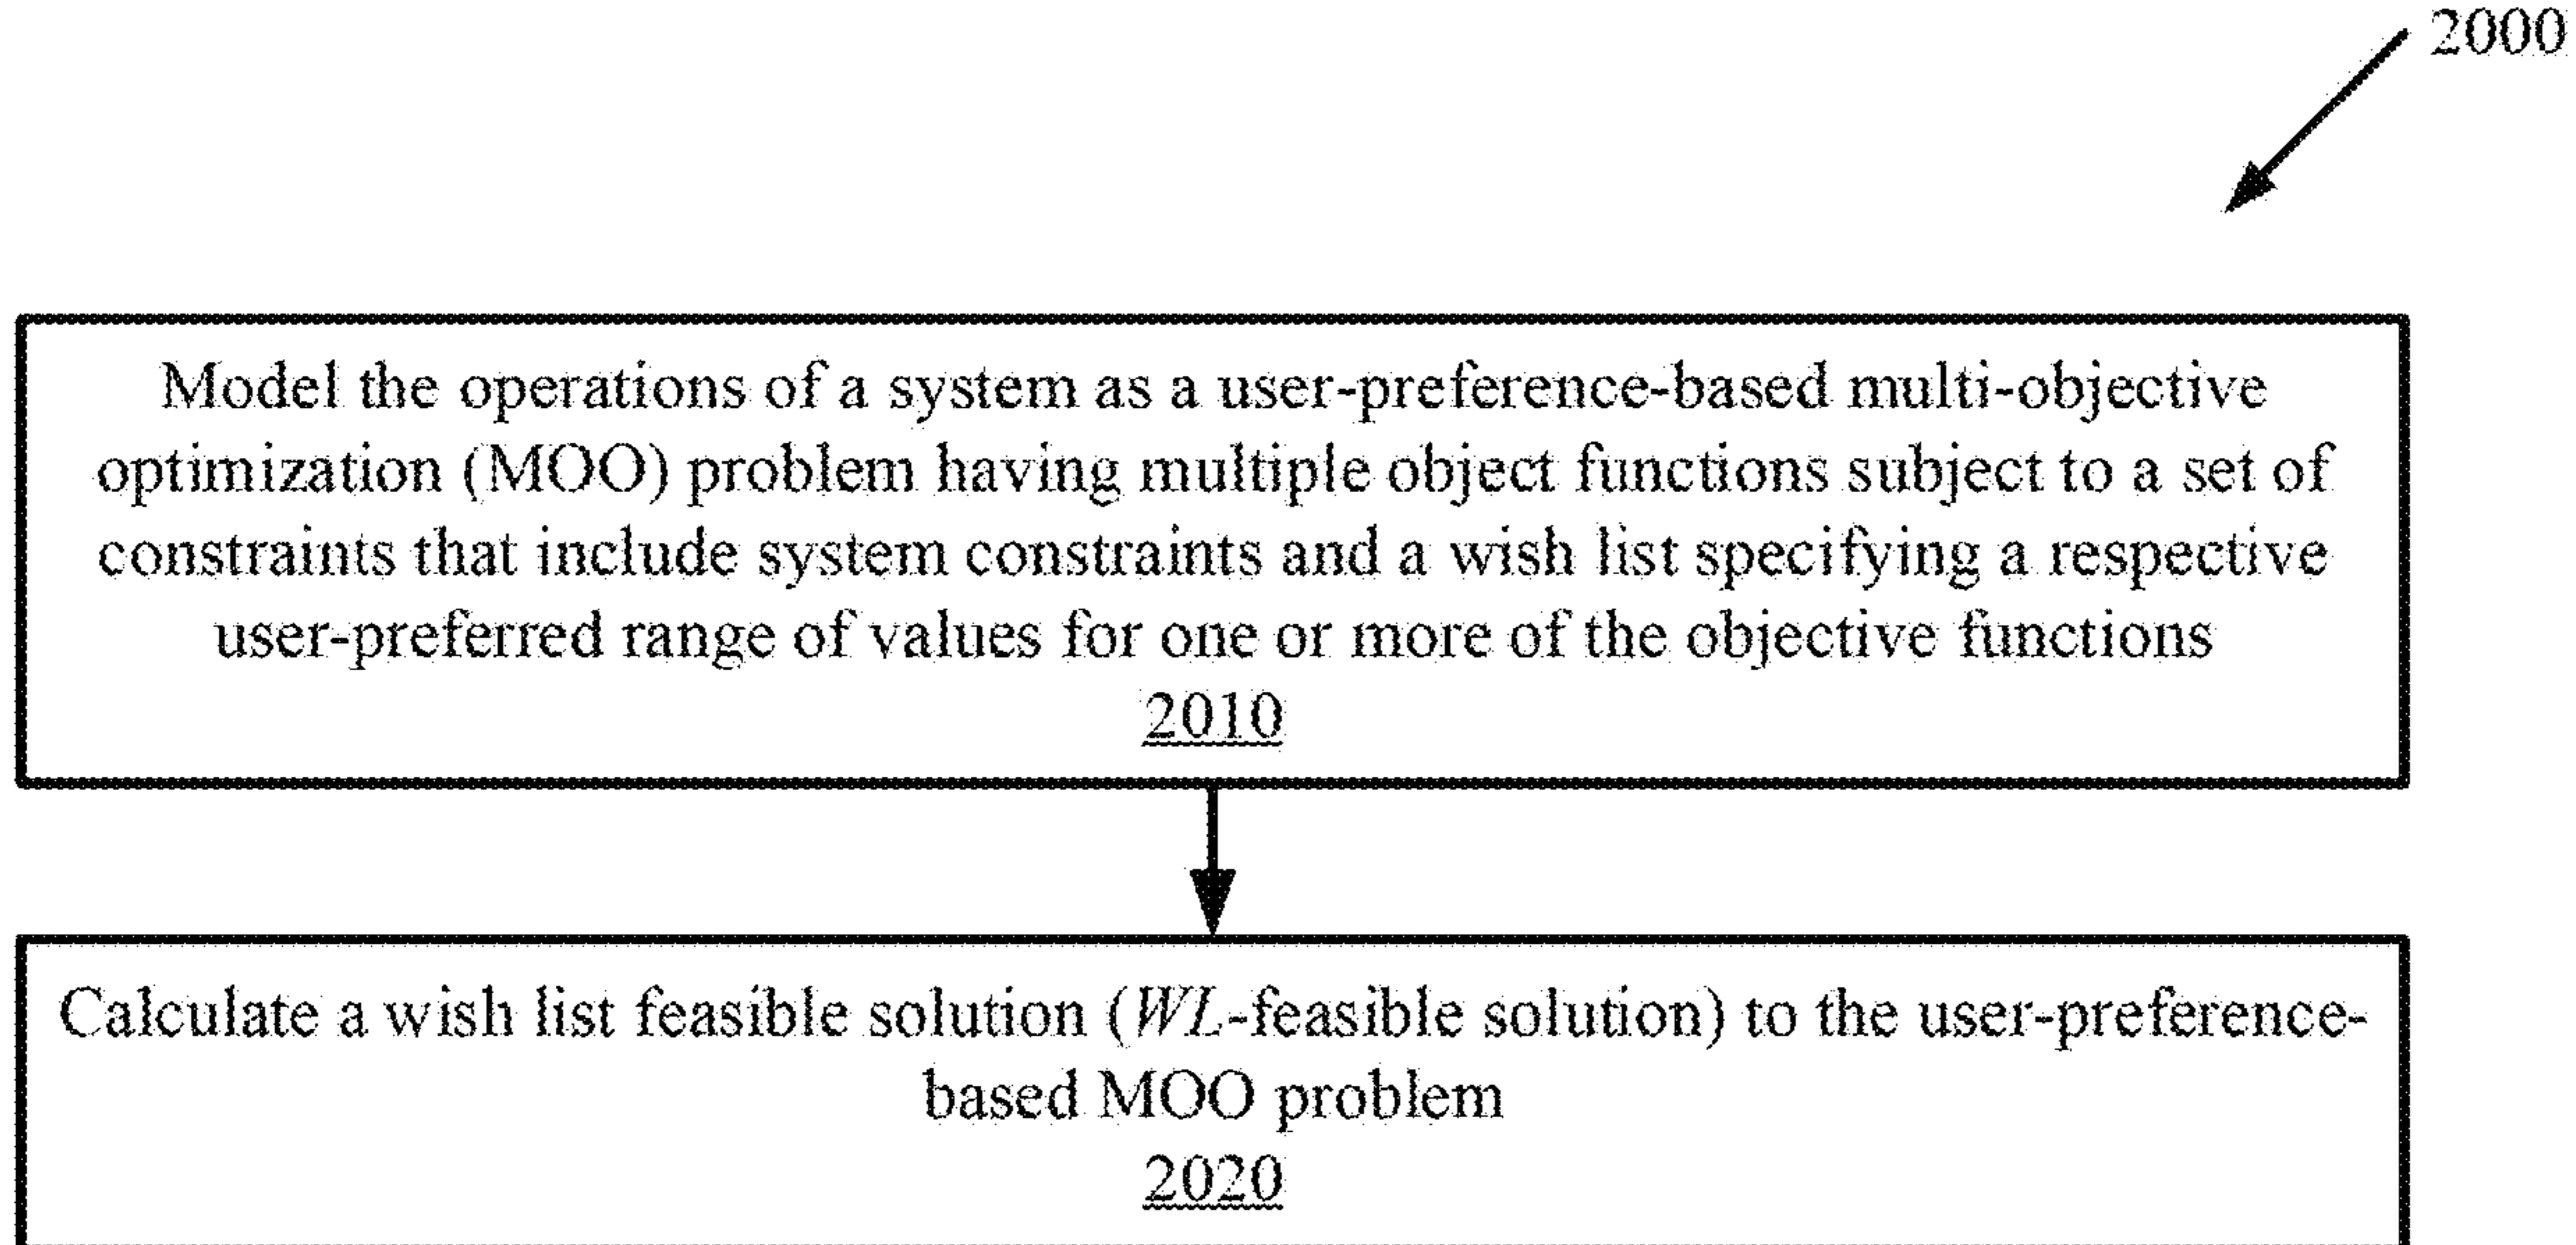 2000
Model the operations of a system as a user-preference-based multi-objective
optimization (MOO) problem having multiple object functions subject to a set of
constraints that include system constraints and a wish list specifying a respective
user-preferred range of values for one or more of the objective functions
2010
Calculate a wish list feasible solution (WL-feasible solution) to the user-preference-
based MOO problem
2020